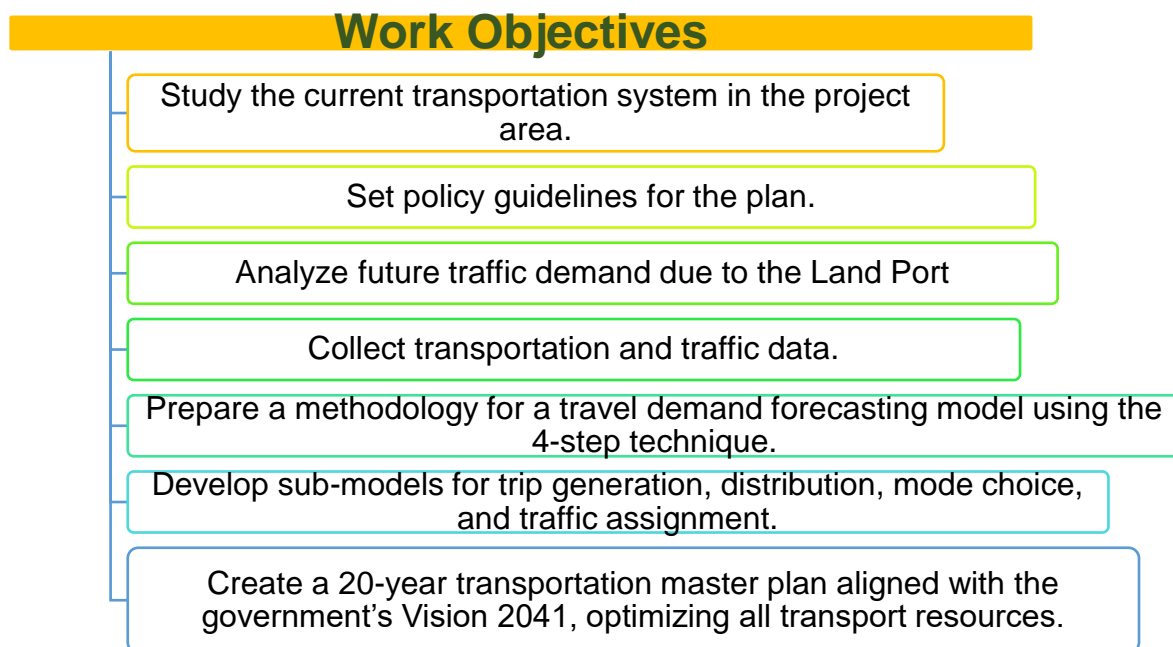 Work Objectives
Study the current transportation system in the project
area.
Set policy guidelines for the plan.
Analyze future traffic demand due to the Land Port
Collect transportation and traffic data.
Prepare a methodology for a travel demand forecasting model using the
4-step technique.
Develop sub-models for trip generation, distribution, mode choice,
and traffic assignment.
Create a 20-year transportation master plan aligned with the
government’s Vision 2041, optimizing all transport resources.